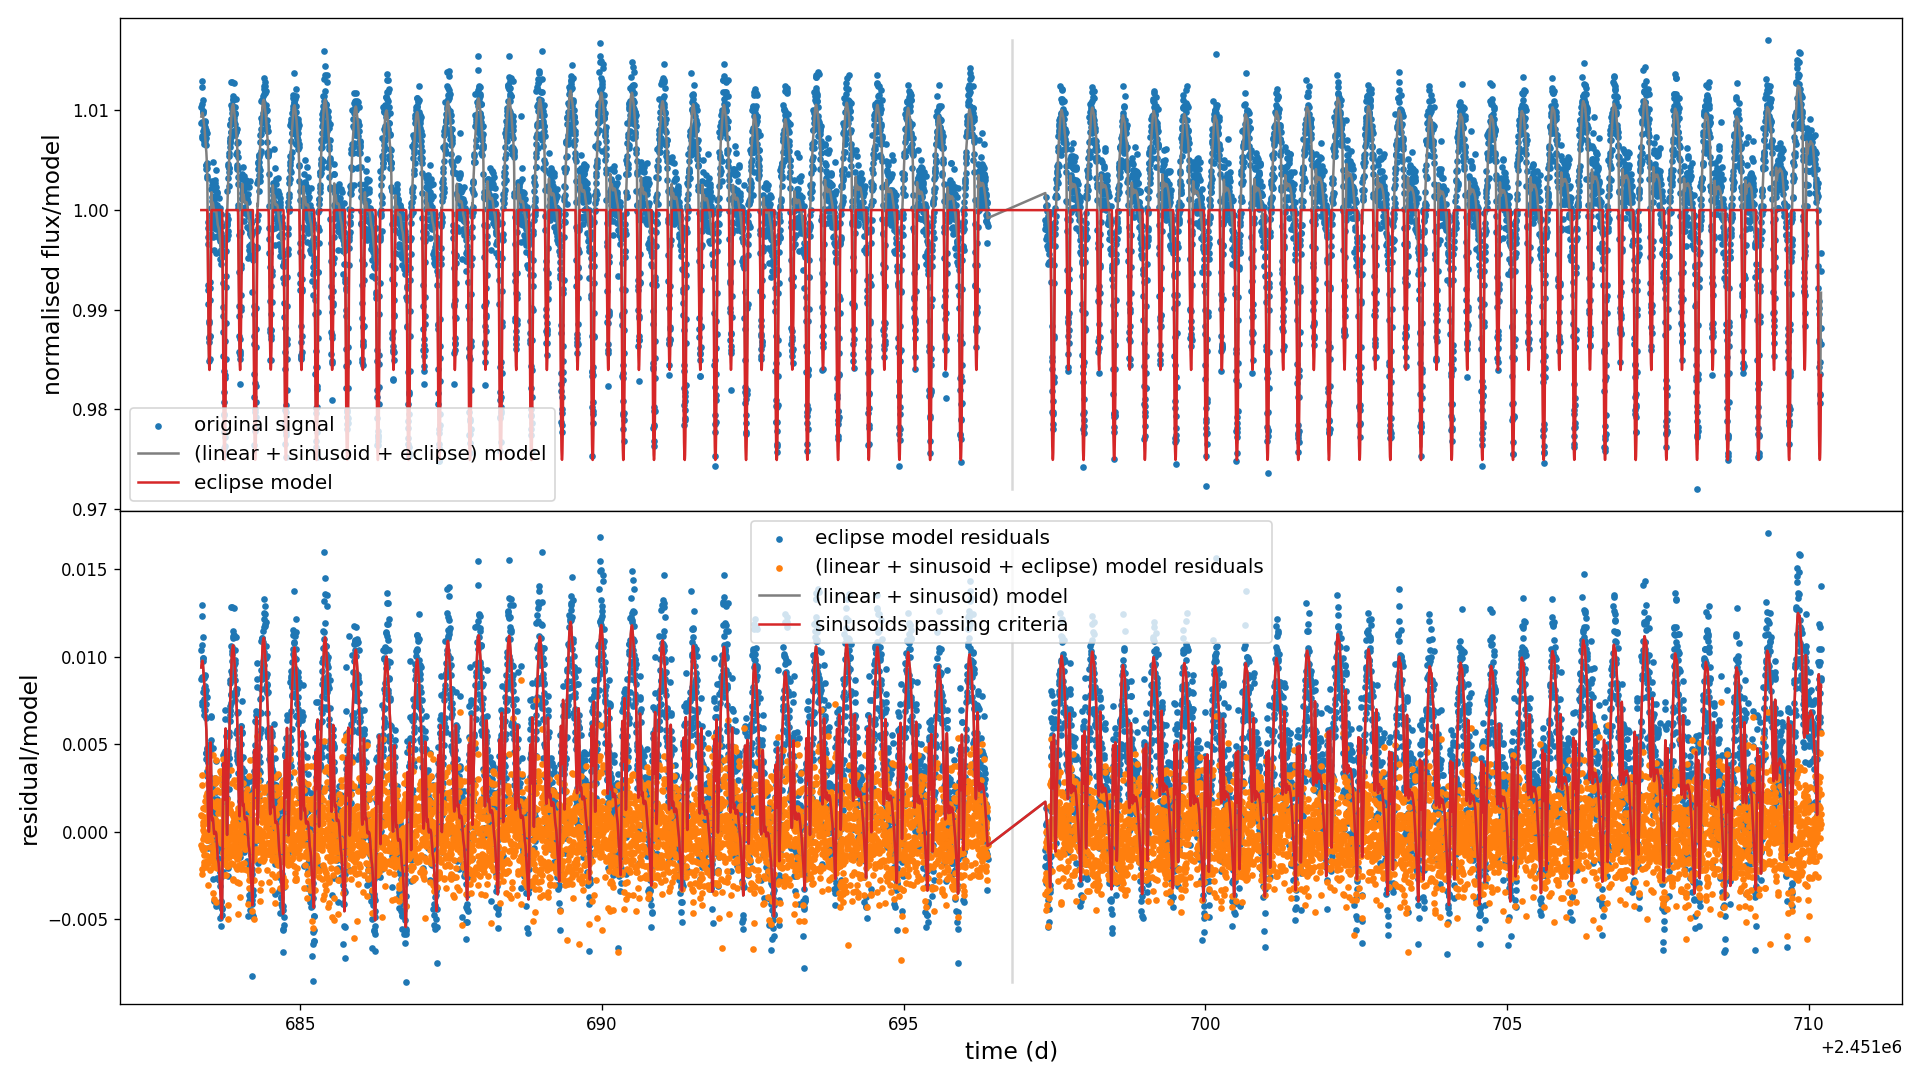 normalised flux/model
1.01
1.00
0.99
0.98
0.97
original signal
(linear + sinusoid + eclipse) model
eclipse model
residual/model
0.015
0.010
0.005
0.000
−0.005
eclipse model residuals
(linear + sinusoid + eclipse) model residuals
(linear + sinusoid) model
sinusoids passing criteria
685 690 695 700 705 710
time (d)
+2.451e6